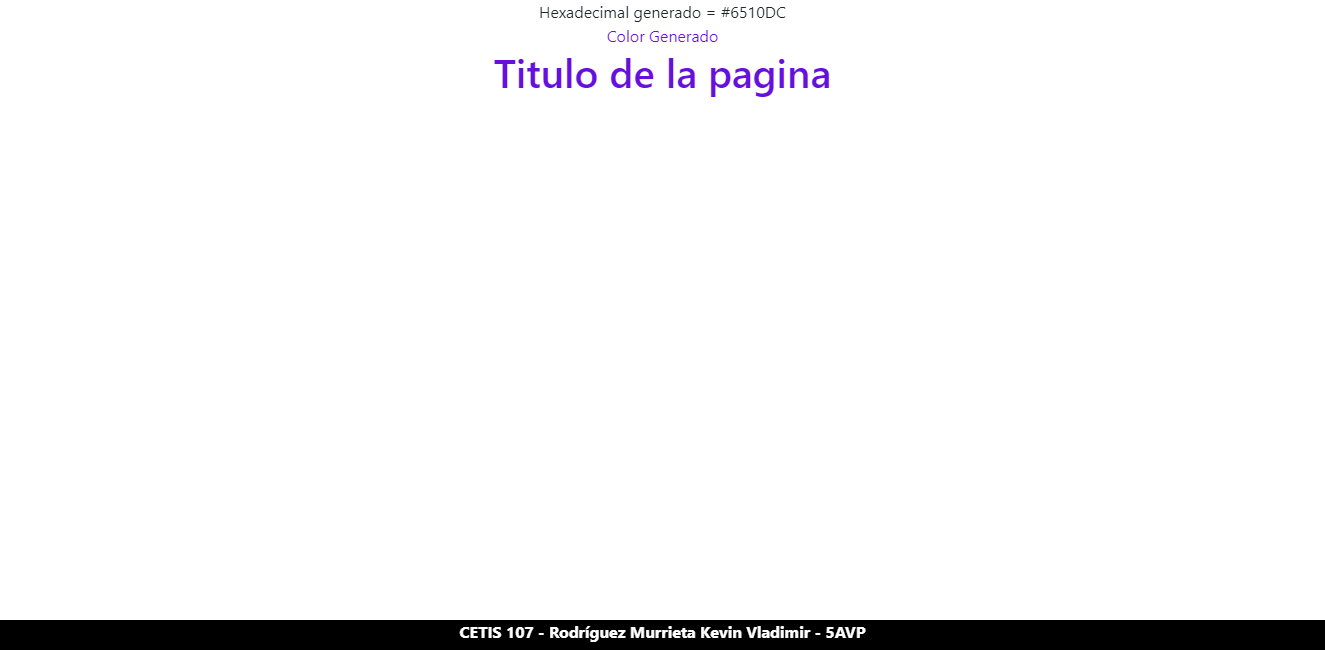 Hexadecimal generado = #6510DC
Color Generado
Titulo de la pagina
CETIS 107 - Rodríguez Murrieta Kevin Vladimir - 5AVP